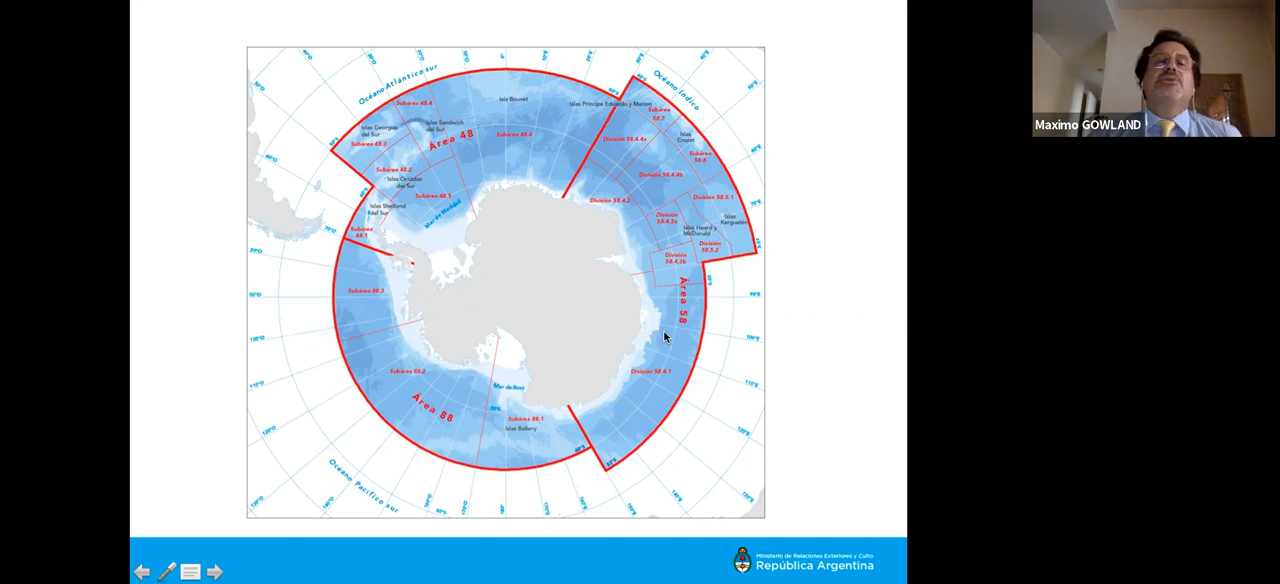 Maximo GOWLAND
Océano Atlántico sur
Océano Índico
Isla Bouvet
Islas Príncipe Eduardo y Marion
Subárea 48.4
Subárea 58.7
Islas Georgias del Sur
Islas Sandwich del Sur
Área 48
Subárea 48.6
División 58.4.4a
Islas Crozet
Subárea 48.3
Subárea 58.6
Subárea 48.2
División 58.4.4b
Islas Orcadas del Sur
Subárea 48.5
División 58.4.2
División 58.5.1
Islas Shetland del Sur
Mar de Weddell
División 58.4.3a
Islas Kerguelén
Islas Heard y McDonald
Subárea 48.1
División 58.5.2
División 58.4.3b
Subárea 88.3
Área 58
Subárea 88.2
División 58.4.1
Mar de Ross
Área 88
Subárea 88.1
Islas Balleny
Océano Pacífico sur
Ministerio de Relaciones Exteriores y Culto
República Argentina